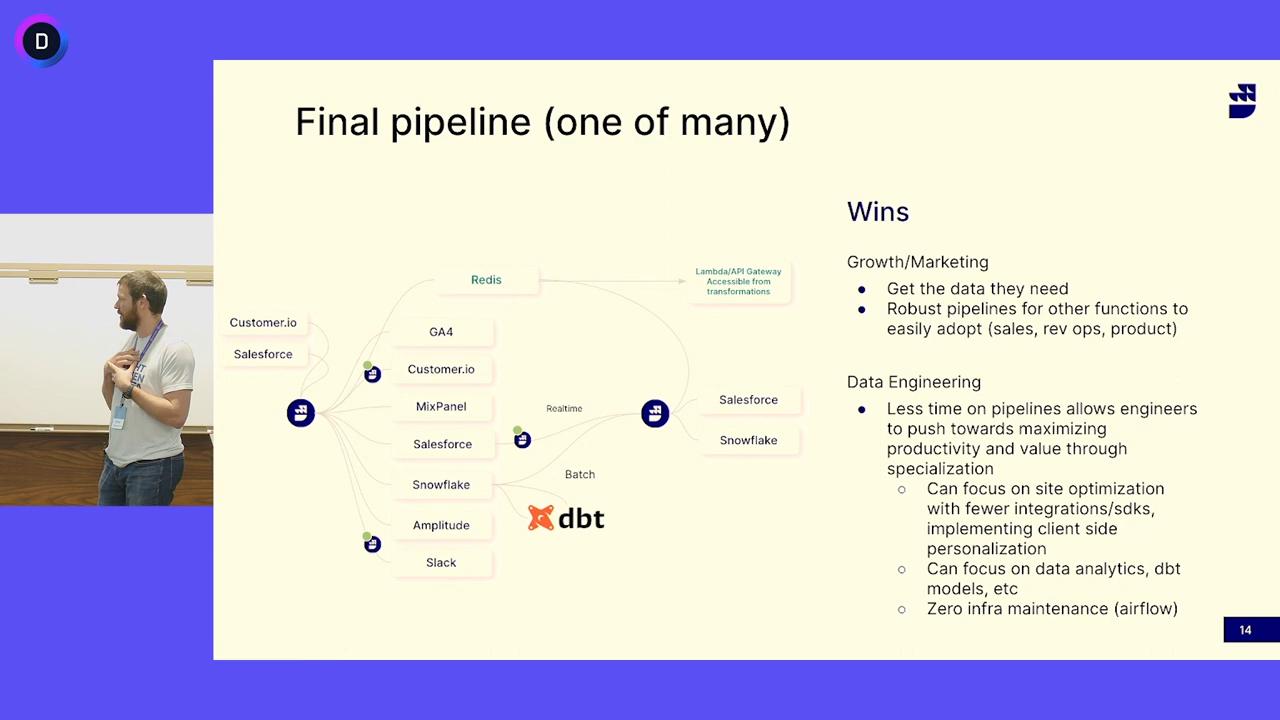 D
Final pipeline (one of many)
Wins
Growth/Marketing
Get the data they need
Robust pipelines for other functions to
easily adopt (sales, rev ops, product)
Data Engineering
Less time on pipelines allows engineers
to push towards maximizing
productivity and value through
specialization
Can focus on site optimization
with fewer integrations/sdks,
implementing client side
personalization
Can focus on data analytics, dbt
models, etc
Zero infra maintenance (airflow)
Customer.io
Salesforce
Redis
GA4
Customer.io
MixPanel
Salesforce
Snowflake
Amplitude
Slack
Realtime
Batch
dbt
Lambda/API Gateway
Accessible from
transformations
Salesforce
Snowflake
14